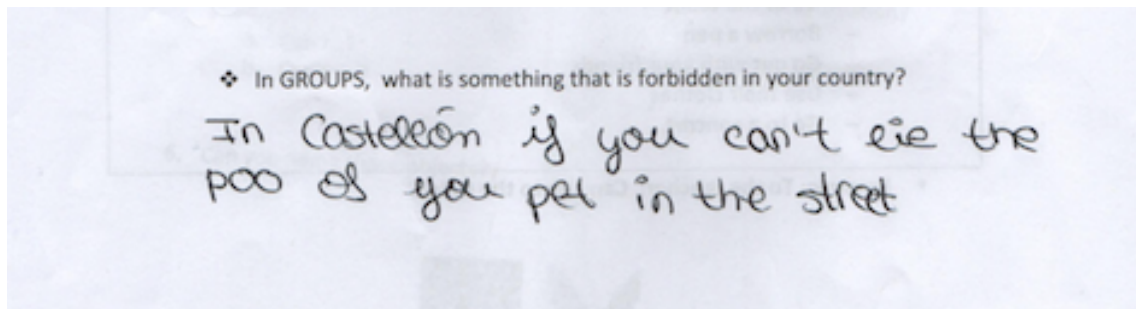 ❖ In GROUPS, what is something that is forbidden in your country?
In Castellón if you can't lie the
poo of you pet in the street